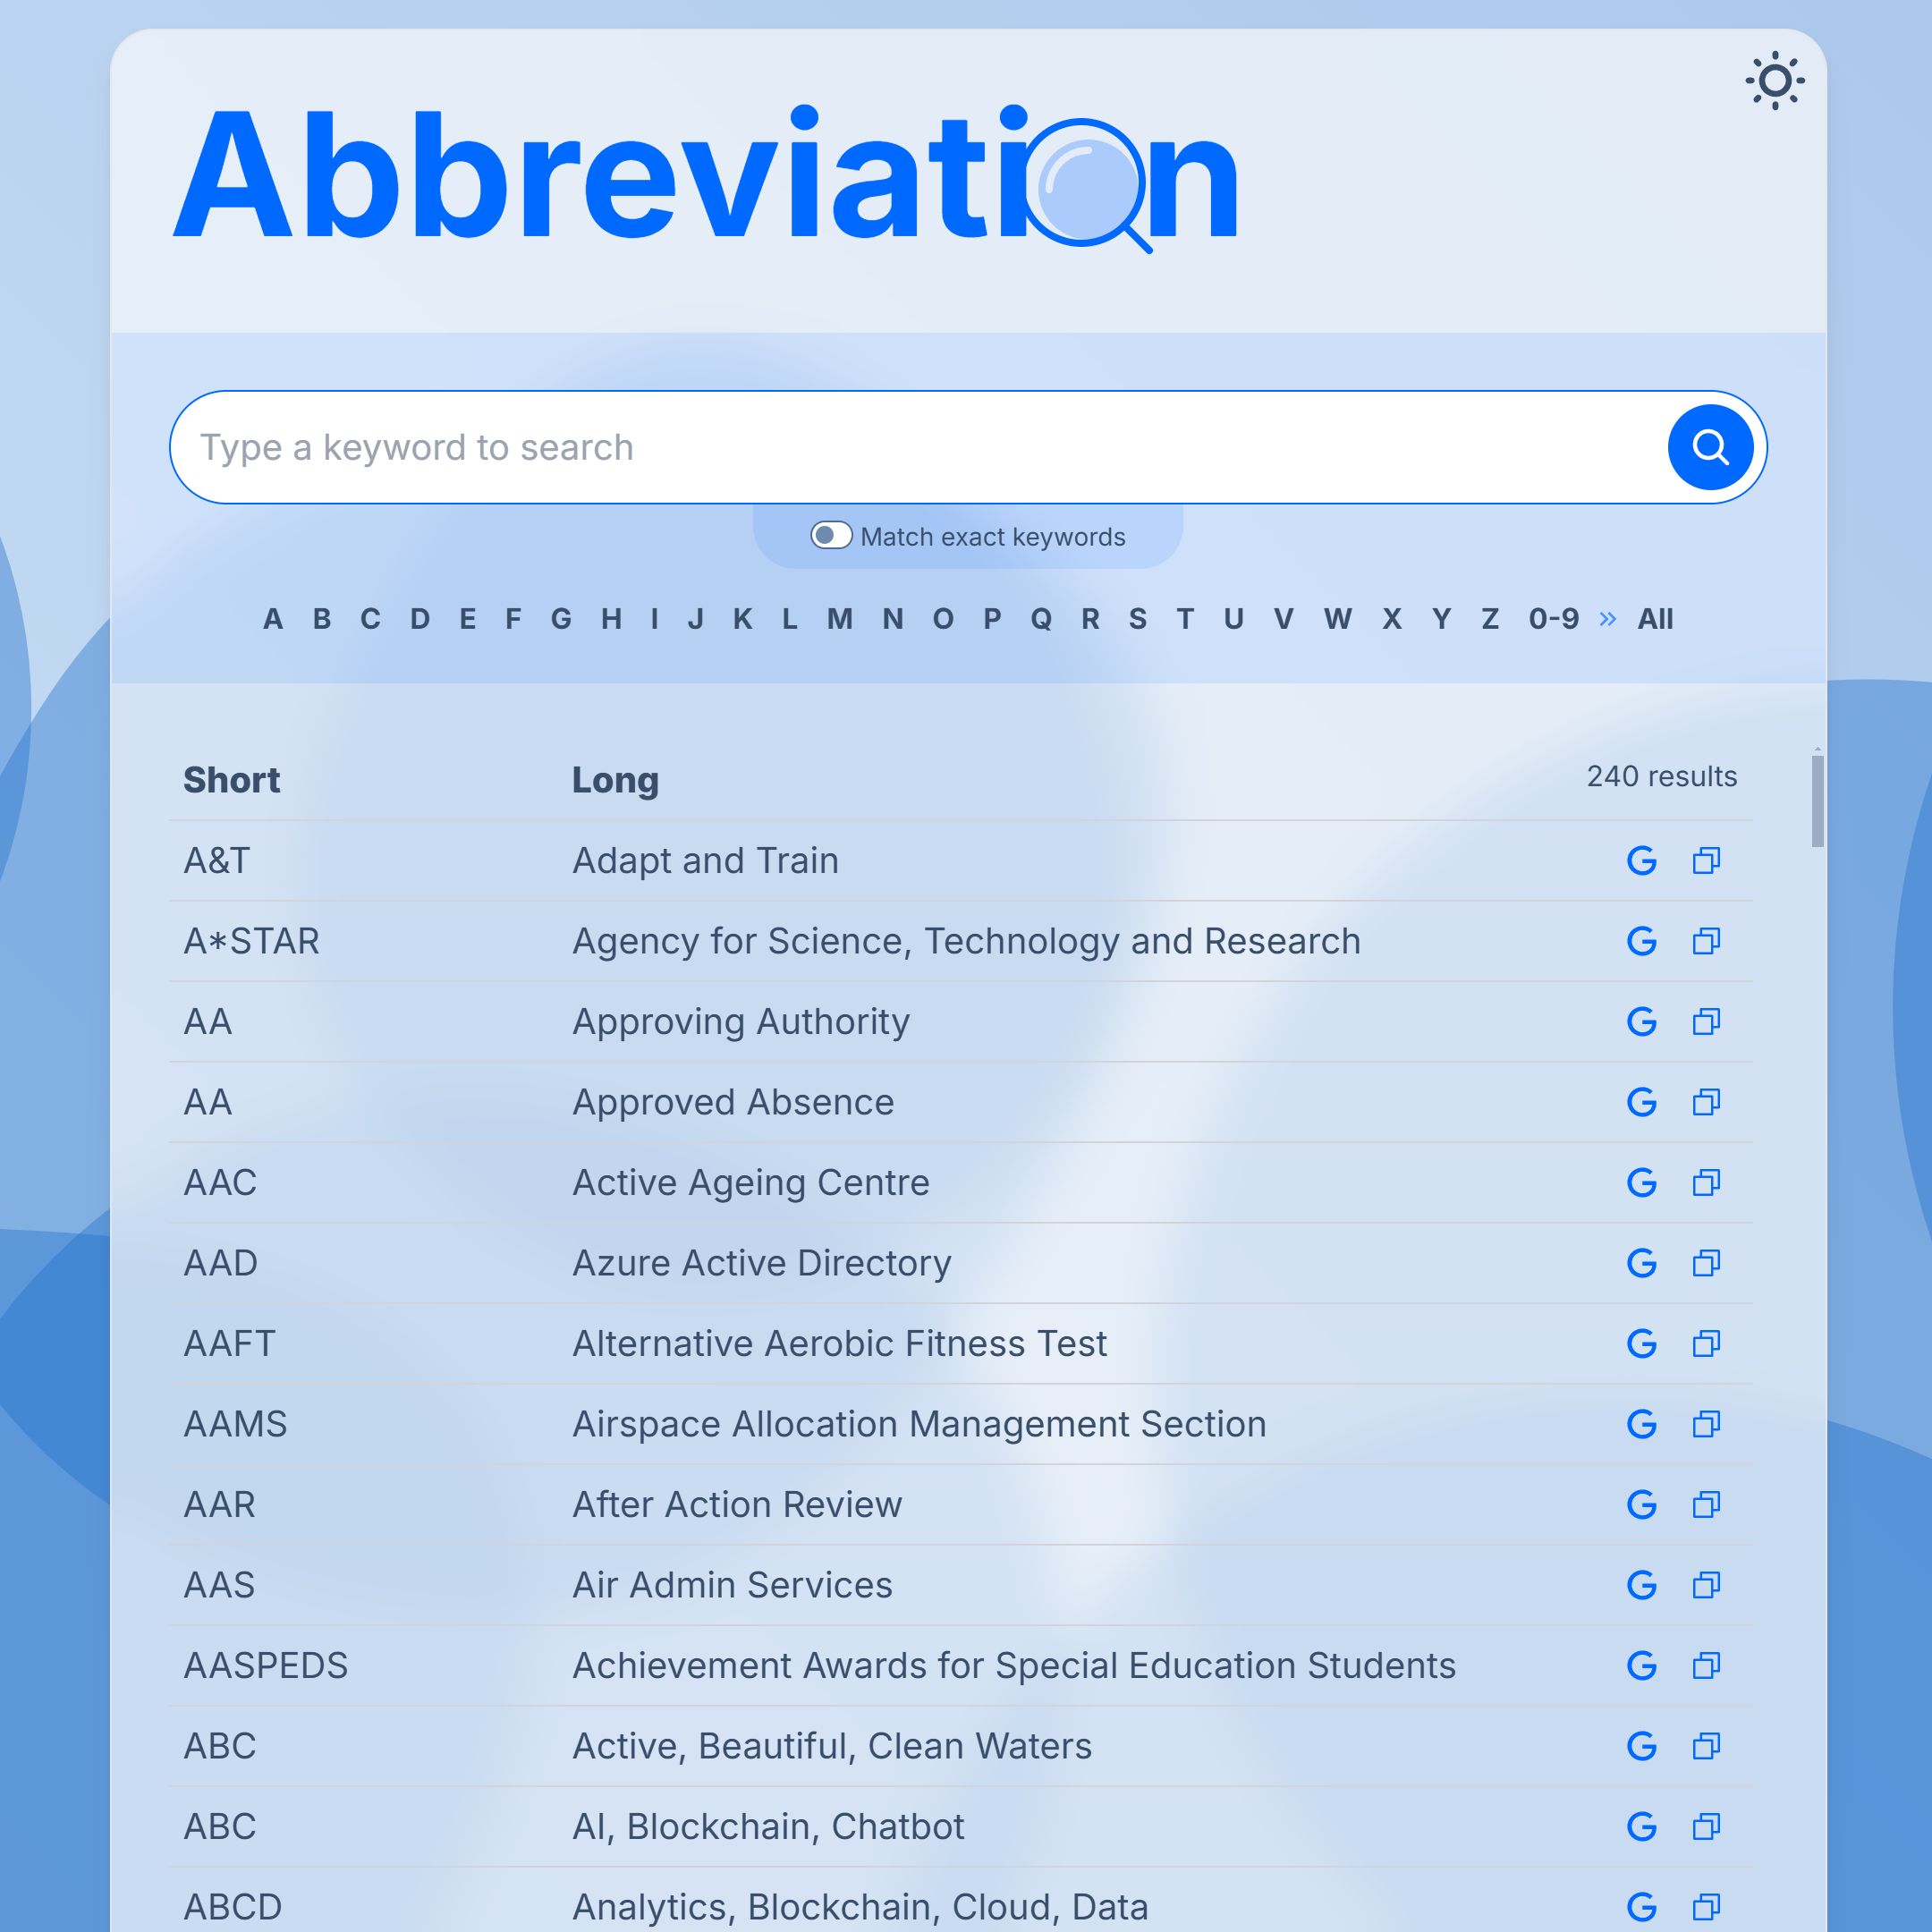 Abbreviation
Type a keyword to search
Match exact keywords
A B C D E F G H I J K L M N O P Q R S T U V W X Y Z 0-9 » All
Short Long 240 results
A&T Adapt and Train
A*STAR Agency for Science, Technology and Research
AA Approving Authority
AA Approved Absence
AAC Active Ageing Centre
AAD Azure Active Directory
AAFT Alternative Aerobic Fitness Test
AAMS Airspace Allocation Management Section
AAR After Action Review
AAS Air Admin Services
AASPEDS Achievement Awards for Special Education Students
ABC Active, Beautiful, Clean Waters
ABC AI, Blockchain, Chatbot
ABCD Analytics, Blockchain, Cloud, Data